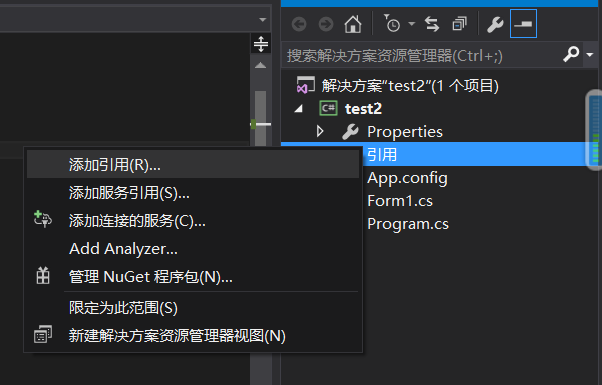 搜索解决方案资源管理器(Ctrl+;)
解决方案"test2"(1 个项目)
C# test2
Properties
引用
App.config
Form1.cs
Program.cs
添加引用(R)...
添加服务引用(S)...
添加连接的服务(C)...
Add Analyzer...
管理 NuGet 程序包(N)...
限定为此范围(S)
新建解决方案资源管理器视图(N)